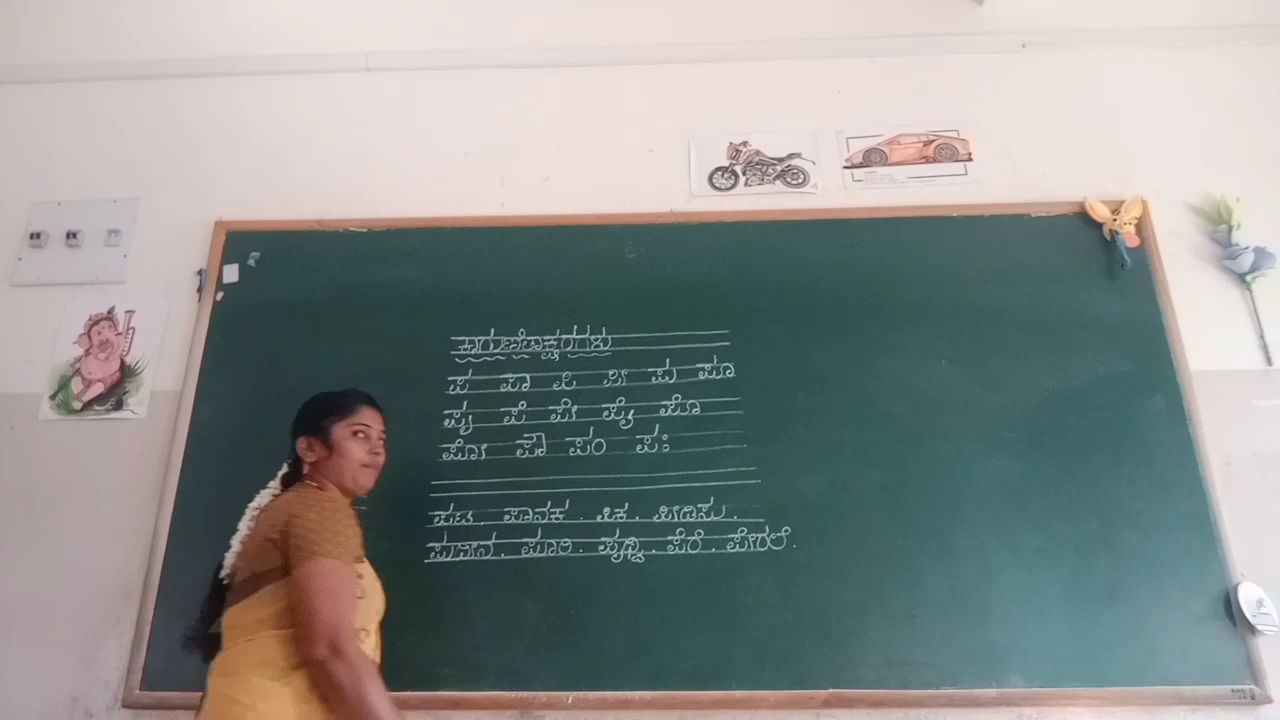 ಕಾಗುಣಿತಾಕ್ಷರಗಳು
ಪ ಪಾ ಪಿ ಪೀ ಪು ಪೂ
ಪೃ ಪೆ ಪೇ ಪೈ ಪೊ
ಪೋ ಪೌ ಪಂ ಪಃ
ಪಟ . ಪಾನಕ . ಪಿಕ . ಪೀಡಿಸು .
ಪುನೀತ . ಪೂರಿ . ಪೃಥ್ವಿ . ಪೆರೆ . ಪೇರಲೆ .